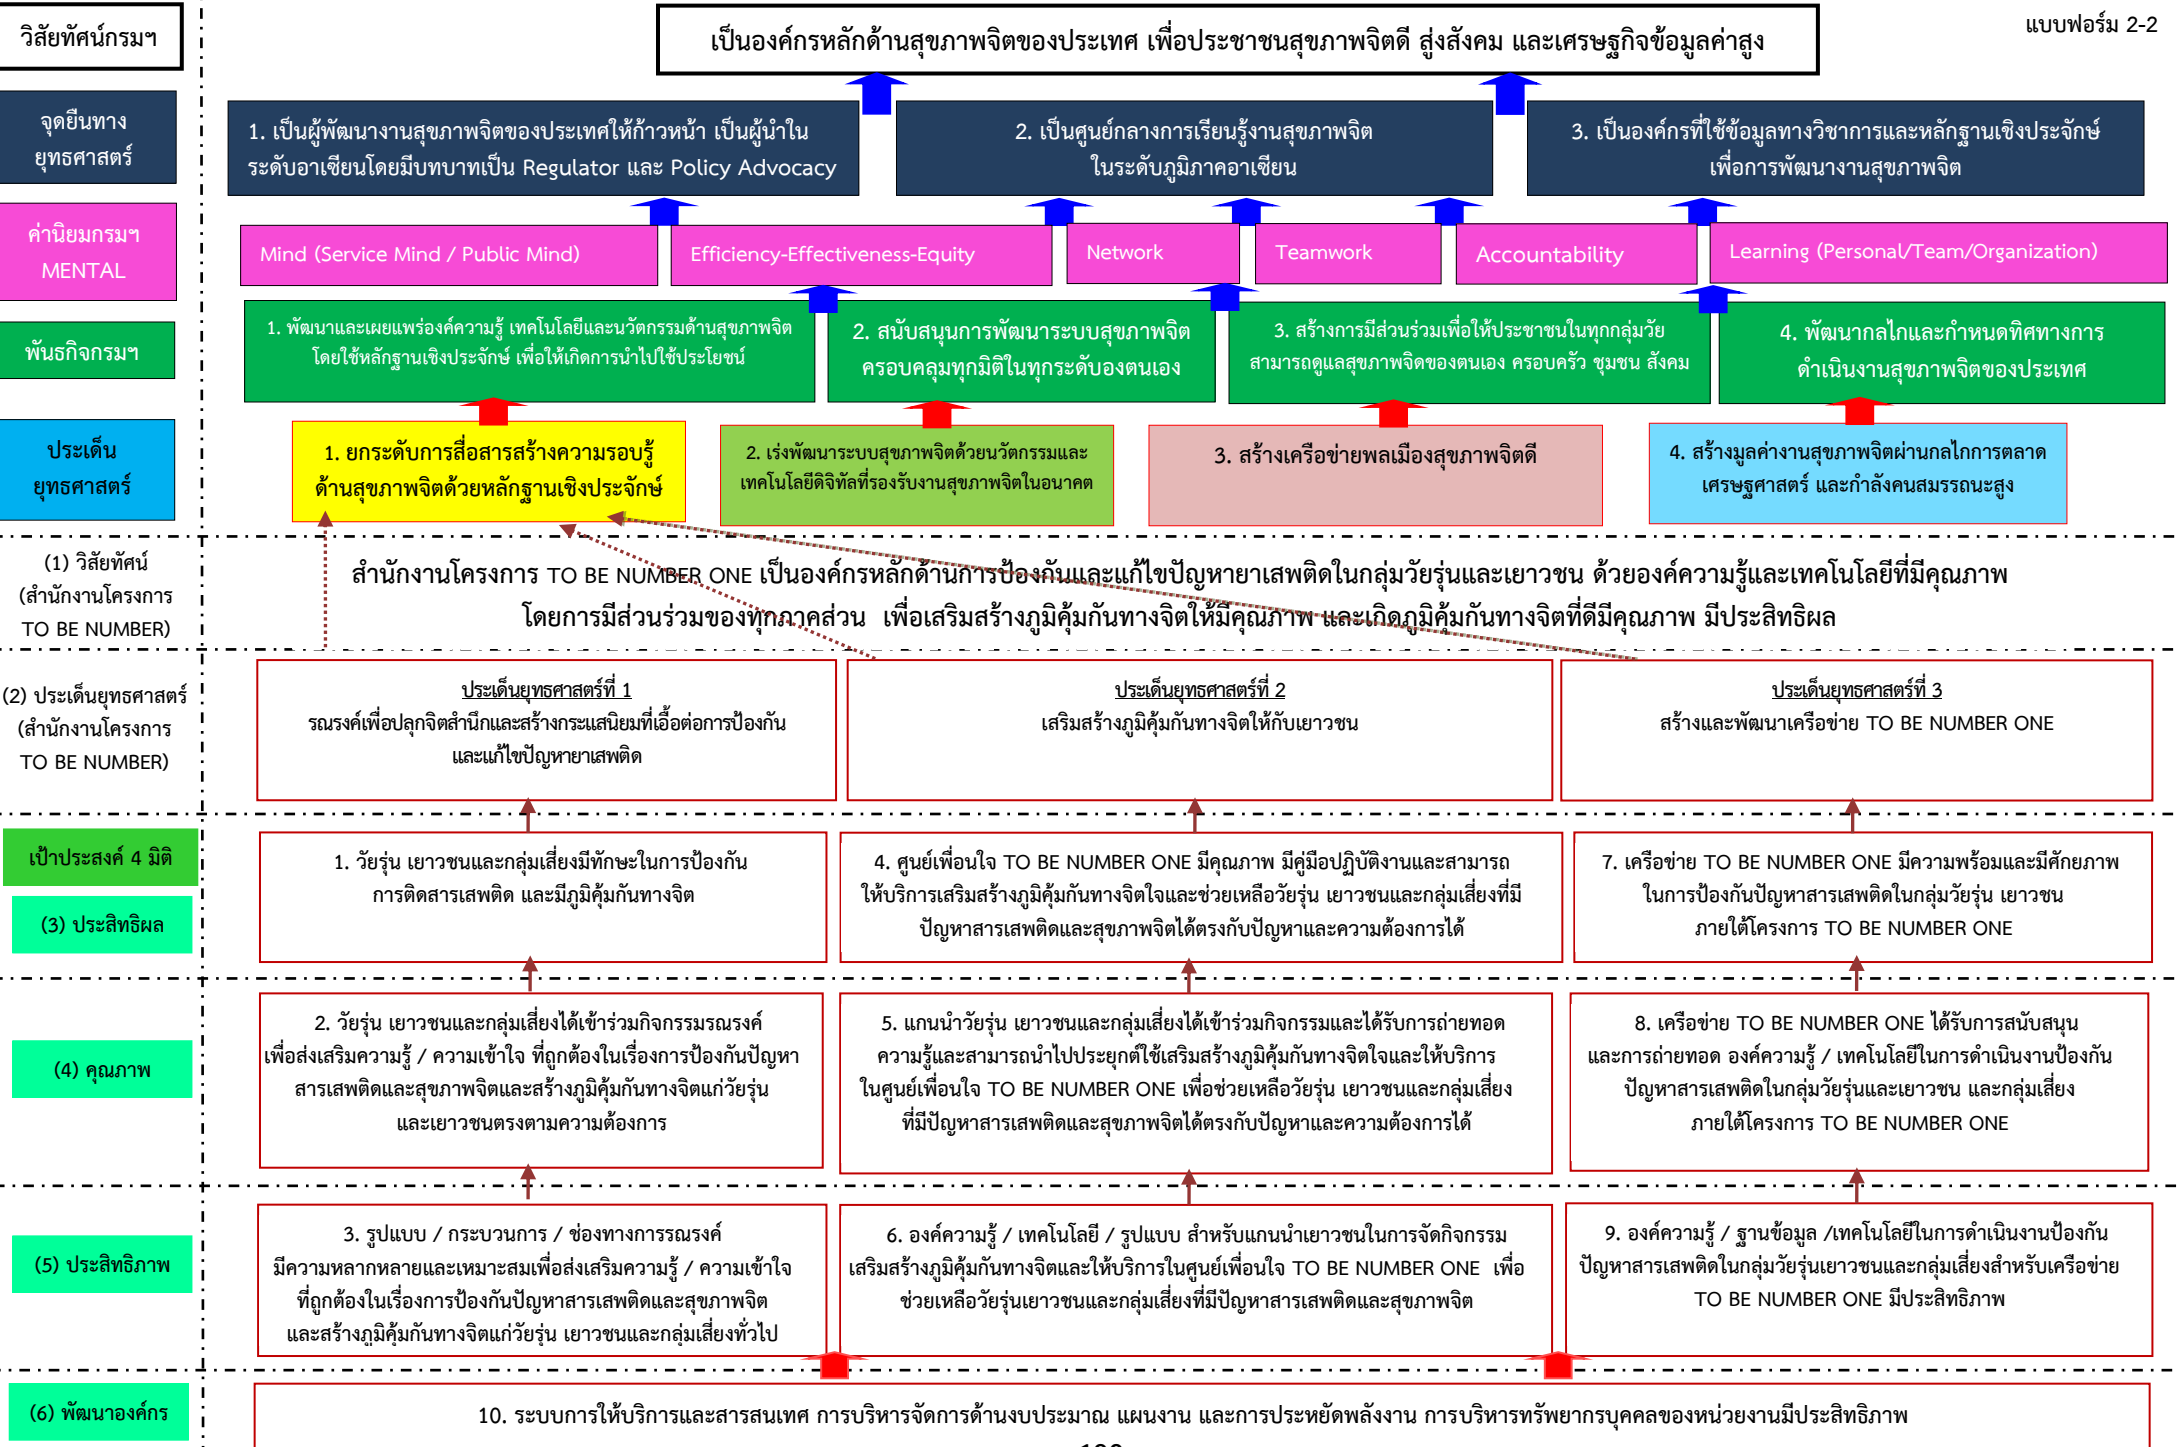 วิสัยทัศน์กรมฯ
เป็นองค์กรหลักด้านสุขภาพจิตของประเทศ เพื่อประชาชนสุขภาพจิตดี สู่งสังคม และเศรษฐกิจข้อมูลค่าสูง
แบบฟอร์ม 2-2
จุดยืนทาง
ยุทธศาสตร์
1. เป็นผู้พัฒนางานสุขภาพจิตของประเทศให้ก้าวหน้า เป็นผู้นำใน
ระดับอาเซียนโดยมีบทบาทเป็น Regulator และ Policy Advocacy
2. เป็นศูนย์กลางการเรียนรู้งานสุขภาพจิต
ในระดับภูมิภาคอาเซียน
3. เป็นองค์กรที่ใช้ข้อมูลทางวิชาการและหลักฐานเชิงประจักษ์
เพื่อการพัฒนางานสุขภาพจิต
ค่านิยมกรมฯ
MENTAL
Mind (Service Mind / Public Mind)
Efficiency-Effectiveness-Equity
Network
Teamwork
Accountability
Learning (Personal/Team/Organization)
พันธกิจกรมฯ
1. พัฒนาและเผยแพร่องค์ความรู้ เทคโนโลยีและนวัตกรรมด้านสุขภาพจิต
โดยใช้หลักฐานเชิงประจักษ์ เพื่อให้เกิดการนำไปใช้ประโยชน์
2. สนับสนุนการพัฒนาระบบสุขภาพจิต
ครอบคลุมทุกมิติในทุกระดับองตนเอง
3. สร้างการมีส่วนร่วมเพื่อให้ประชาชนในทุกกลุ่มวัย
สามารถดูแลสุขภาพจิตของตนเอง ครอบครัว ชุมชน สังคม
4. พัฒนากลไกและกำหนดทิศทางการ
ดำเนินงานสุขภาพจิตของประเทศ
ประเด็น
ยุทธศาสตร์
1. ยกระดับการสื่อสารสร้างความรอบรู้
ด้านสุขภาพจิตด้วยหลักฐานเชิงประจักษ์
2. เร่งพัฒนาระบบสุขภาพจิตด้วยนวัตกรรมและ
เทคโนโลยีดิจิทัลที่รองรับงานสุขภาพจิตในอนาคต
3. สร้างเครือข่ายพลเมืองสุขภาพจิตดี
4. สร้างมูลค่างานสุขภาพจิตผ่านกลไกการตลาด
เศรษฐศาสตร์ และกำลังคนสมรรถนะสูง
(1) วิสัยทัศน์
(สำนักงานโครงการ
TO BE NUMBER)
สำนักงานโครงการ TO BE NUMBER ONE เป็นองค์กรหลักด้านการป้องกันและแก้ไขปัญหายาเสพติดในกลุ่มวัยรุ่นและเยาวชน ด้วยองค์ความรู้และเทคโนโลยีที่มีคุณภาพ
โดยการมีส่วนร่วมของทุกภาคส่วน เพื่อเสริมสร้างภูมิคุ้มกันทางจิตให้มีคุณภาพ และเกิดภูมิคุ้มกันทางจิตที่ดีมีคุณภาพ มีประสิทธิผล
(2) ประเด็นยุทธศาสตร์
(สำนักงานโครงการ
TO BE NUMBER)
ประเด็นยุทธศาสตร์ที่ 1
รณรงค์เพื่อปลุกจิตสำนึกและสร้างกระแสนิยมที่เอื้อต่อการป้องกัน
และแก้ไขปัญหายาเสพติด
ประเด็นยุทธศาสตร์ที่ 2
เสริมสร้างภูมิคุ้มกันทางจิตให้กับเยาวชน
ประเด็นยุทธศาสตร์ที่ 3
สร้างและพัฒนาเครือข่าย TO BE NUMBER ONE
เป้าประสงค์ 4 มิติ
(3) ประสิทธิผล
1. วัยรุ่น เยาวชนและกลุ่มเสี่ยงมีทักษะในการป้องกัน
การติดสารเสพติด และมีภูมิคุ้มกันทางจิต
4. ศูนย์เพื่อนใจ TO BE NUMBER ONE มีคุณภาพ มีคู่มือปฏิบัติงานและสามารถ
ให้บริการเสริมสร้างภูมิคุ้มกันทางจิตใจและช่วยเหลือวัยรุ่น เยาวชนและกลุ่มเสี่ยงที่มี
ปัญหาสารเสพติดและสุขภาพจิตได้ตรงกับปัญหาและความต้องการได้
7. เครือข่าย TO BE NUMBER ONE มีความพร้อมและมีศักยภาพ
ในการป้องกันปัญหาสารเสพติดในกลุ่มวัยรุ่น เยาวชน
ภายใต้โครงการ TO BE NUMBER ONE
(4) คุณภาพ
2. วัยรุ่น เยาวชนและกลุ่มเสี่ยงได้เข้าร่วมกิจกรรมรณรงค์
เพื่อส่งเสริมความรู้ / ความเข้าใจ ที่ถูกต้องในเรื่องการป้องกันปัญหา
สารเสพติดและสุขภาพจิตและสร้างภูมิคุ้มกันทางจิตแก่วัยรุ่น
และเยาวชนตรงตามความต้องการ
5. แกนนำวัยรุ่น เยาวชนและกลุ่มเสี่ยงได้เข้าร่วมกิจกรรมและได้รับการถ่ายทอด
ความรู้และสามารถนำไปประยุกต์ใช้เสริมสร้างภูมิคุ้มกันทางจิตใจและให้บริการ
ในศูนย์เพื่อนใจ TO BE NUMBER ONE เพื่อช่วยเหลือวัยรุ่น เยาวชนและกลุ่มเสี่ยง
ที่มีปัญหาสารเสพติดและสุขภาพจิตได้ตรงกับปัญหาและความต้องการได้
8. เครือข่าย TO BE NUMBER ONE ได้รับการสนับสนุน
และการถ่ายทอด องค์ความรู้ / เทคโนโลยีในการดำเนินงานป้องกัน
ปัญหาสารเสพติดในกลุ่มวัยรุ่นและเยาวชน และกลุ่มเสี่ยง
ภายใต้โครงการ TO BE NUMBER ONE
(5) ประสิทธิภาพ
3. รูปแบบ / กระบวนการ / ช่องทางการรณรงค์
มีความหลากหลายและเหมาะสมเพื่อส่งเสริมความรู้ / ความเข้าใจ
ที่ถูกต้องในเรื่องการป้องกันปัญหาสารเสพติดและสุขภาพจิต
และสร้างภูมิคุ้มกันทางจิตแก่วัยรุ่น เยาวชนและกลุ่มเสี่ยงทั่วไป
6. องค์ความรู้ / เทคโนโลยี / รูปแบบ สำหรับแกนนำเยาวชนในการจัดกิจกรรม
เสริมสร้างภูมิคุ้มกันทางจิตและให้บริการในศูนย์เพื่อนใจ TO BE NUMBER ONE เพื่อ
ช่วยเหลือวัยรุ่นเยาวชนและกลุ่มเสี่ยงที่มีปัญหาสารเสพติดและสุขภาพจิต
9. องค์ความรู้ / ฐานข้อมูล /เทคโนโลยีในการดำเนินงานป้องกัน
ปัญหาสารเสพติดในกลุ่มวัยรุ่นเยาวชนและกลุ่มเสี่ยงสำหรับเครือข่าย
TO BE NUMBER ONE มีประสิทธิภาพ
(6) พัฒนาองค์กร
10. ระบบการให้บริการและสารสนเทศ การบริหารจัดการด้านงบประมาณ แผนงาน และการประหยัดพลังงาน การบริหารทรัพยากรบุคคลของหน่วยงานมีประสิทธิภาพ